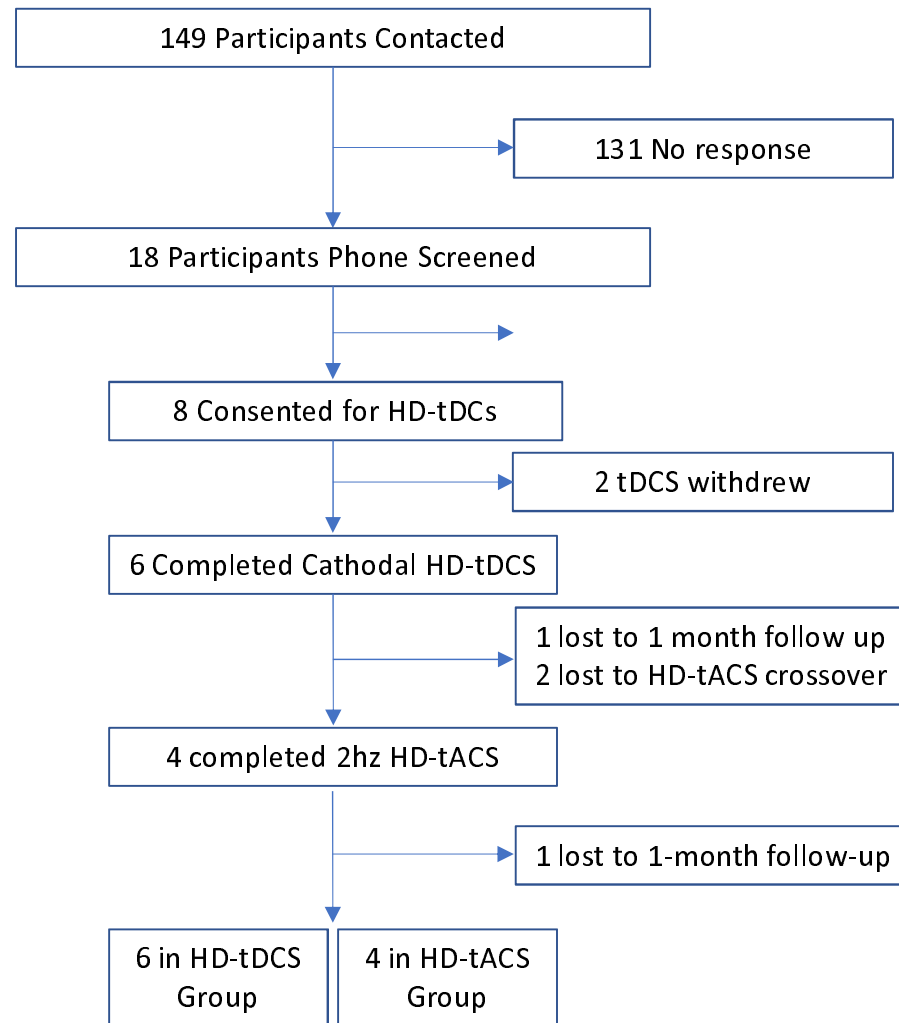 149 Participants Contacted
131 No response
18 Participants Phone Screened
8 Consented for HD-tDCs
2 tDCS withdrew
6 Completed Cathodal HD-tDCS
1 lost to 1 month follow up
2 lost to HD-tACS crossover
4 completed 2hz HD-tACS
1 lost to 1-month follow-up
6 in HD-tDCS
Group
4 in HD-tACS
Group